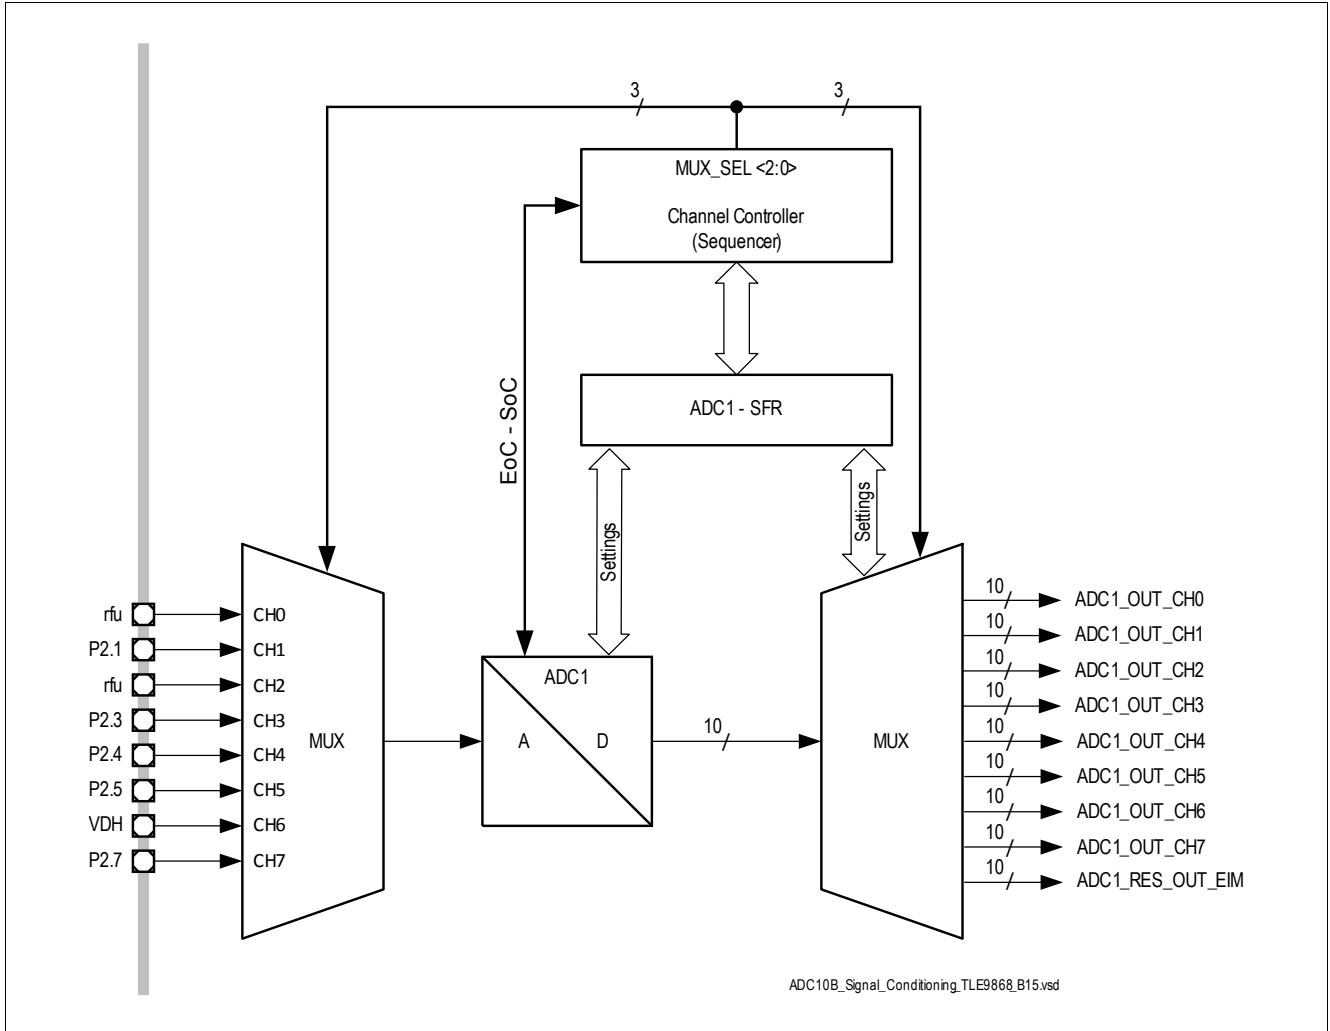 3
3
MUX_SEL <2:0>
Channel Controller
(Sequencer)
EoC - SoC
ADC1 - SFR
Settings
Settings
rfu
P2.1
rfu
P2.3
P2.4
P2.5
VDH
P2.7
CH0
CH1
CH2
CH3
CH4
CH5
CH6
CH7
MUX
ADC1
A
D
10
MUX
10
ADC1_OUT_CH0
10
ADC1_OUT_CH1
10
ADC1_OUT_CH2
10
ADC1_OUT_CH3
10
ADC1_OUT_CH4
10
ADC1_OUT_CH5
10
ADC1_OUT_CH6
10
ADC1_OUT_CH7
10
ADC1_RES_OUT_EIM
ADC10B_Signal_Conditioning_TLE9868_B15.vsd